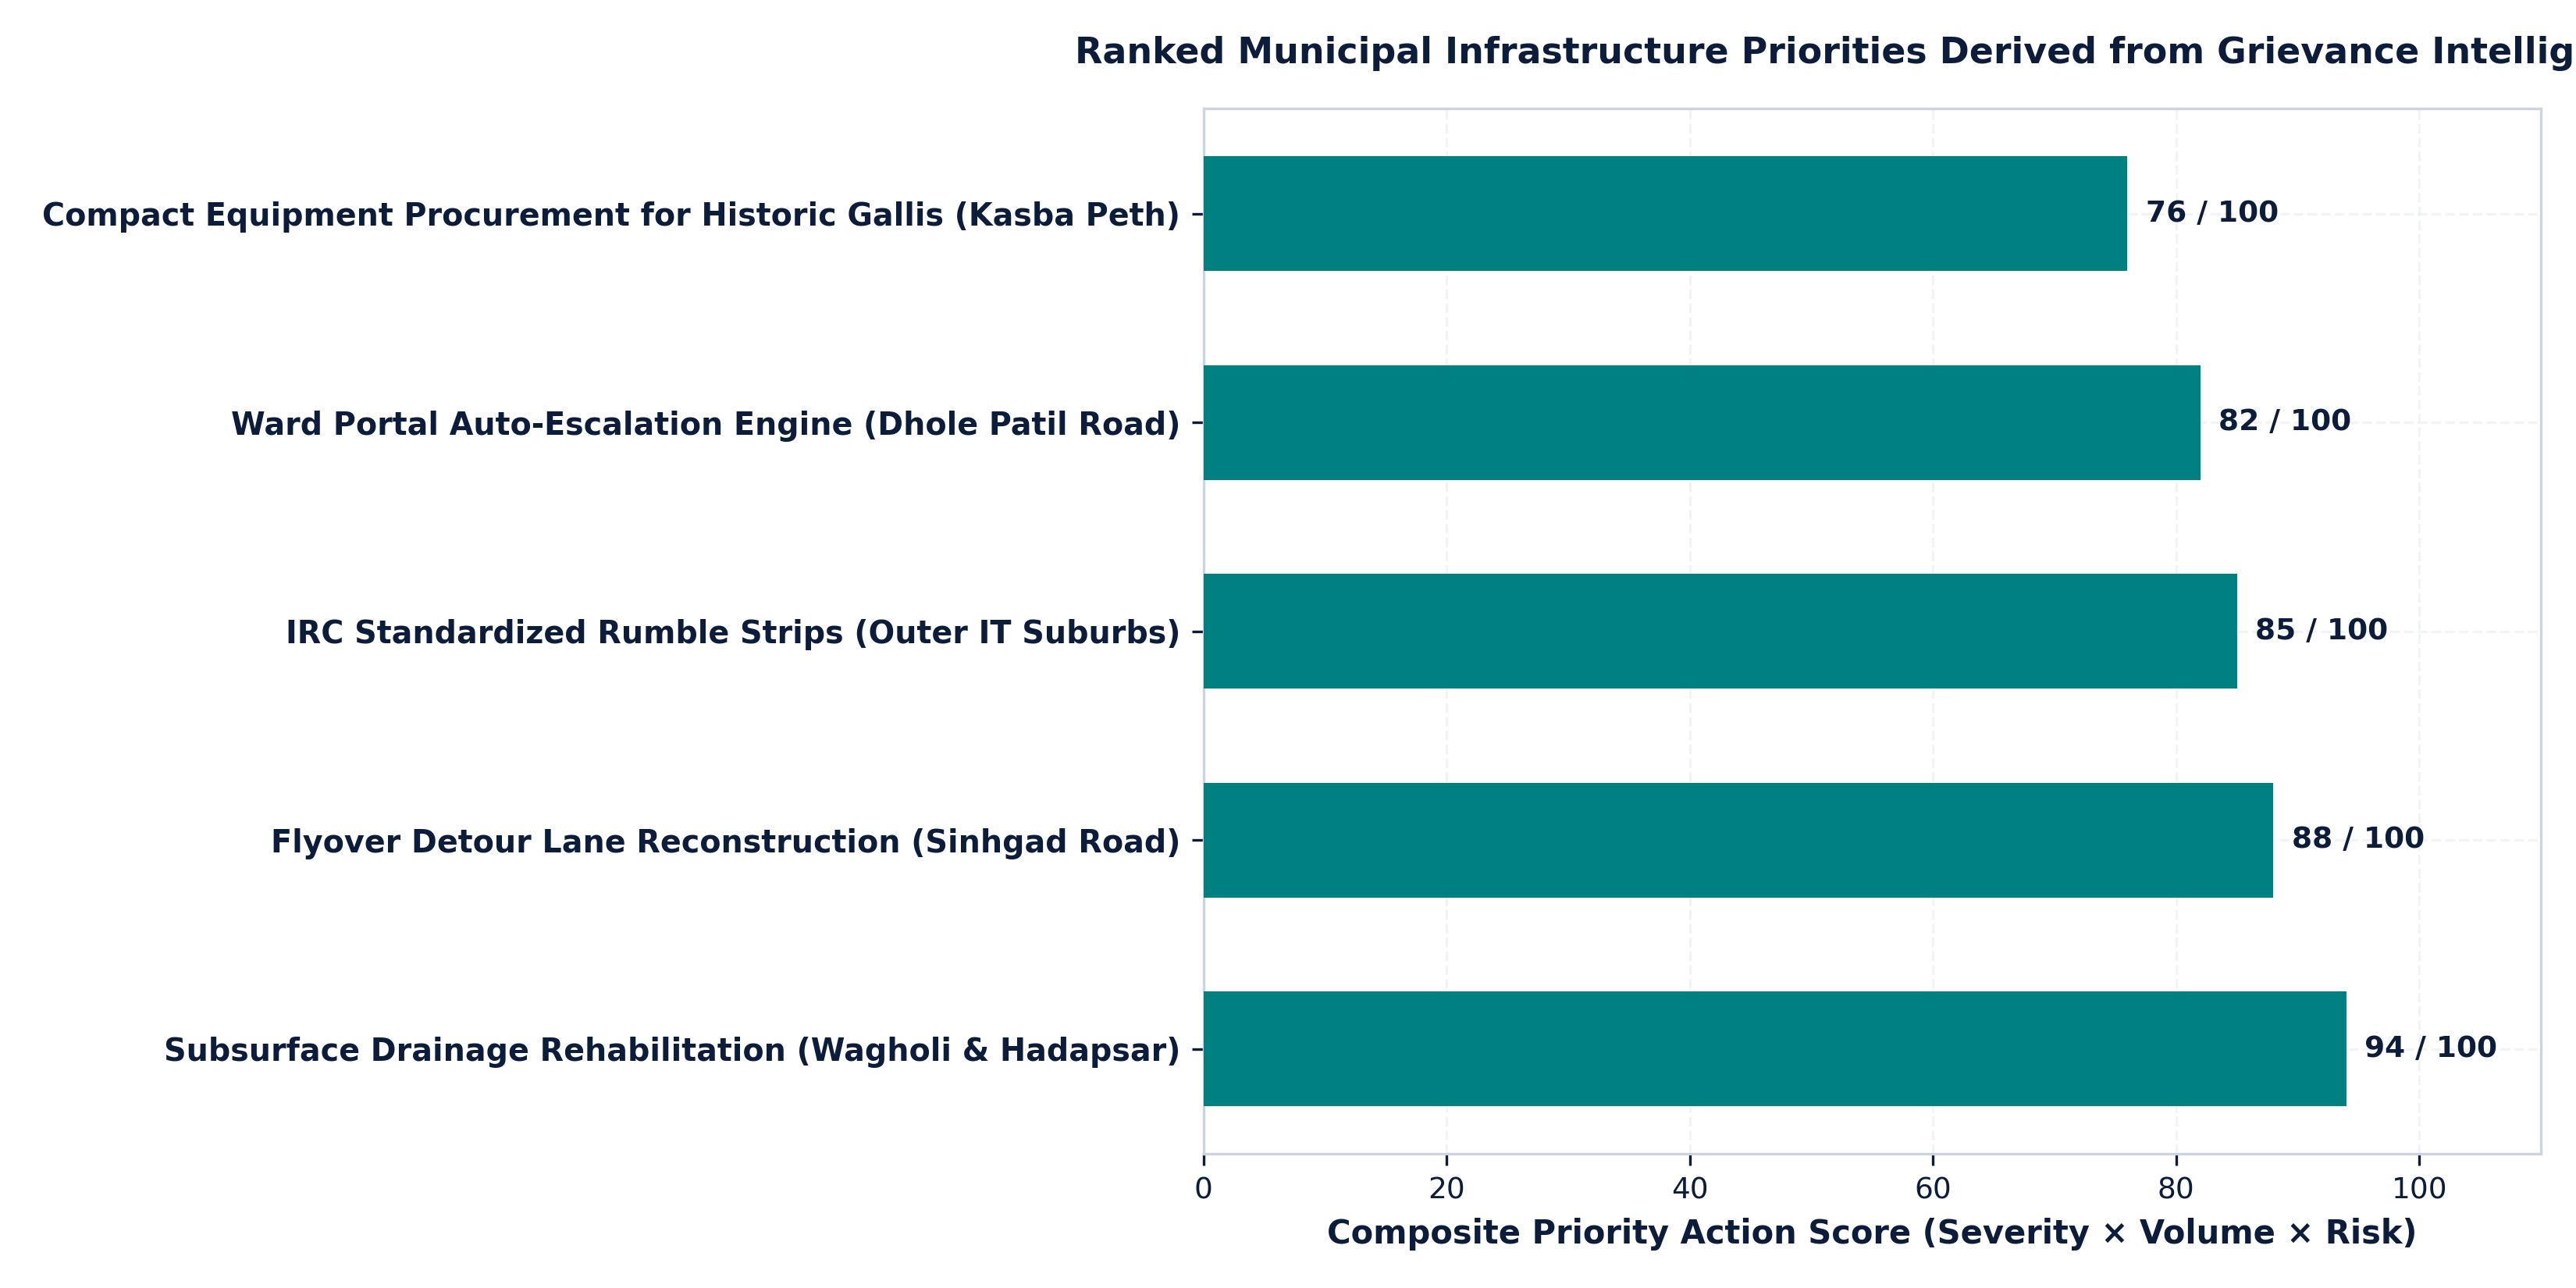 Ranked Municipal Infrastructure Priorities Derived from Grievance Intellig
Compact Equipment Procurement for Historic Gallis (Kasba Peth)
76 / 100
Ward Portal Auto-Escalation Engine (Dhole Patil Road)
82 / 100
IRC Standardized Rumble Strips (Outer IT Suburbs)
85 / 100
Flyover Detour Lane Reconstruction (Sinhgad Road)
88 / 100
Subsurface Drainage Rehabilitation (Wagholi & Hadapsar)
94 / 100
0 20 40 60 80 100
Composite Priority Action Score (Severity × Volume × Risk)